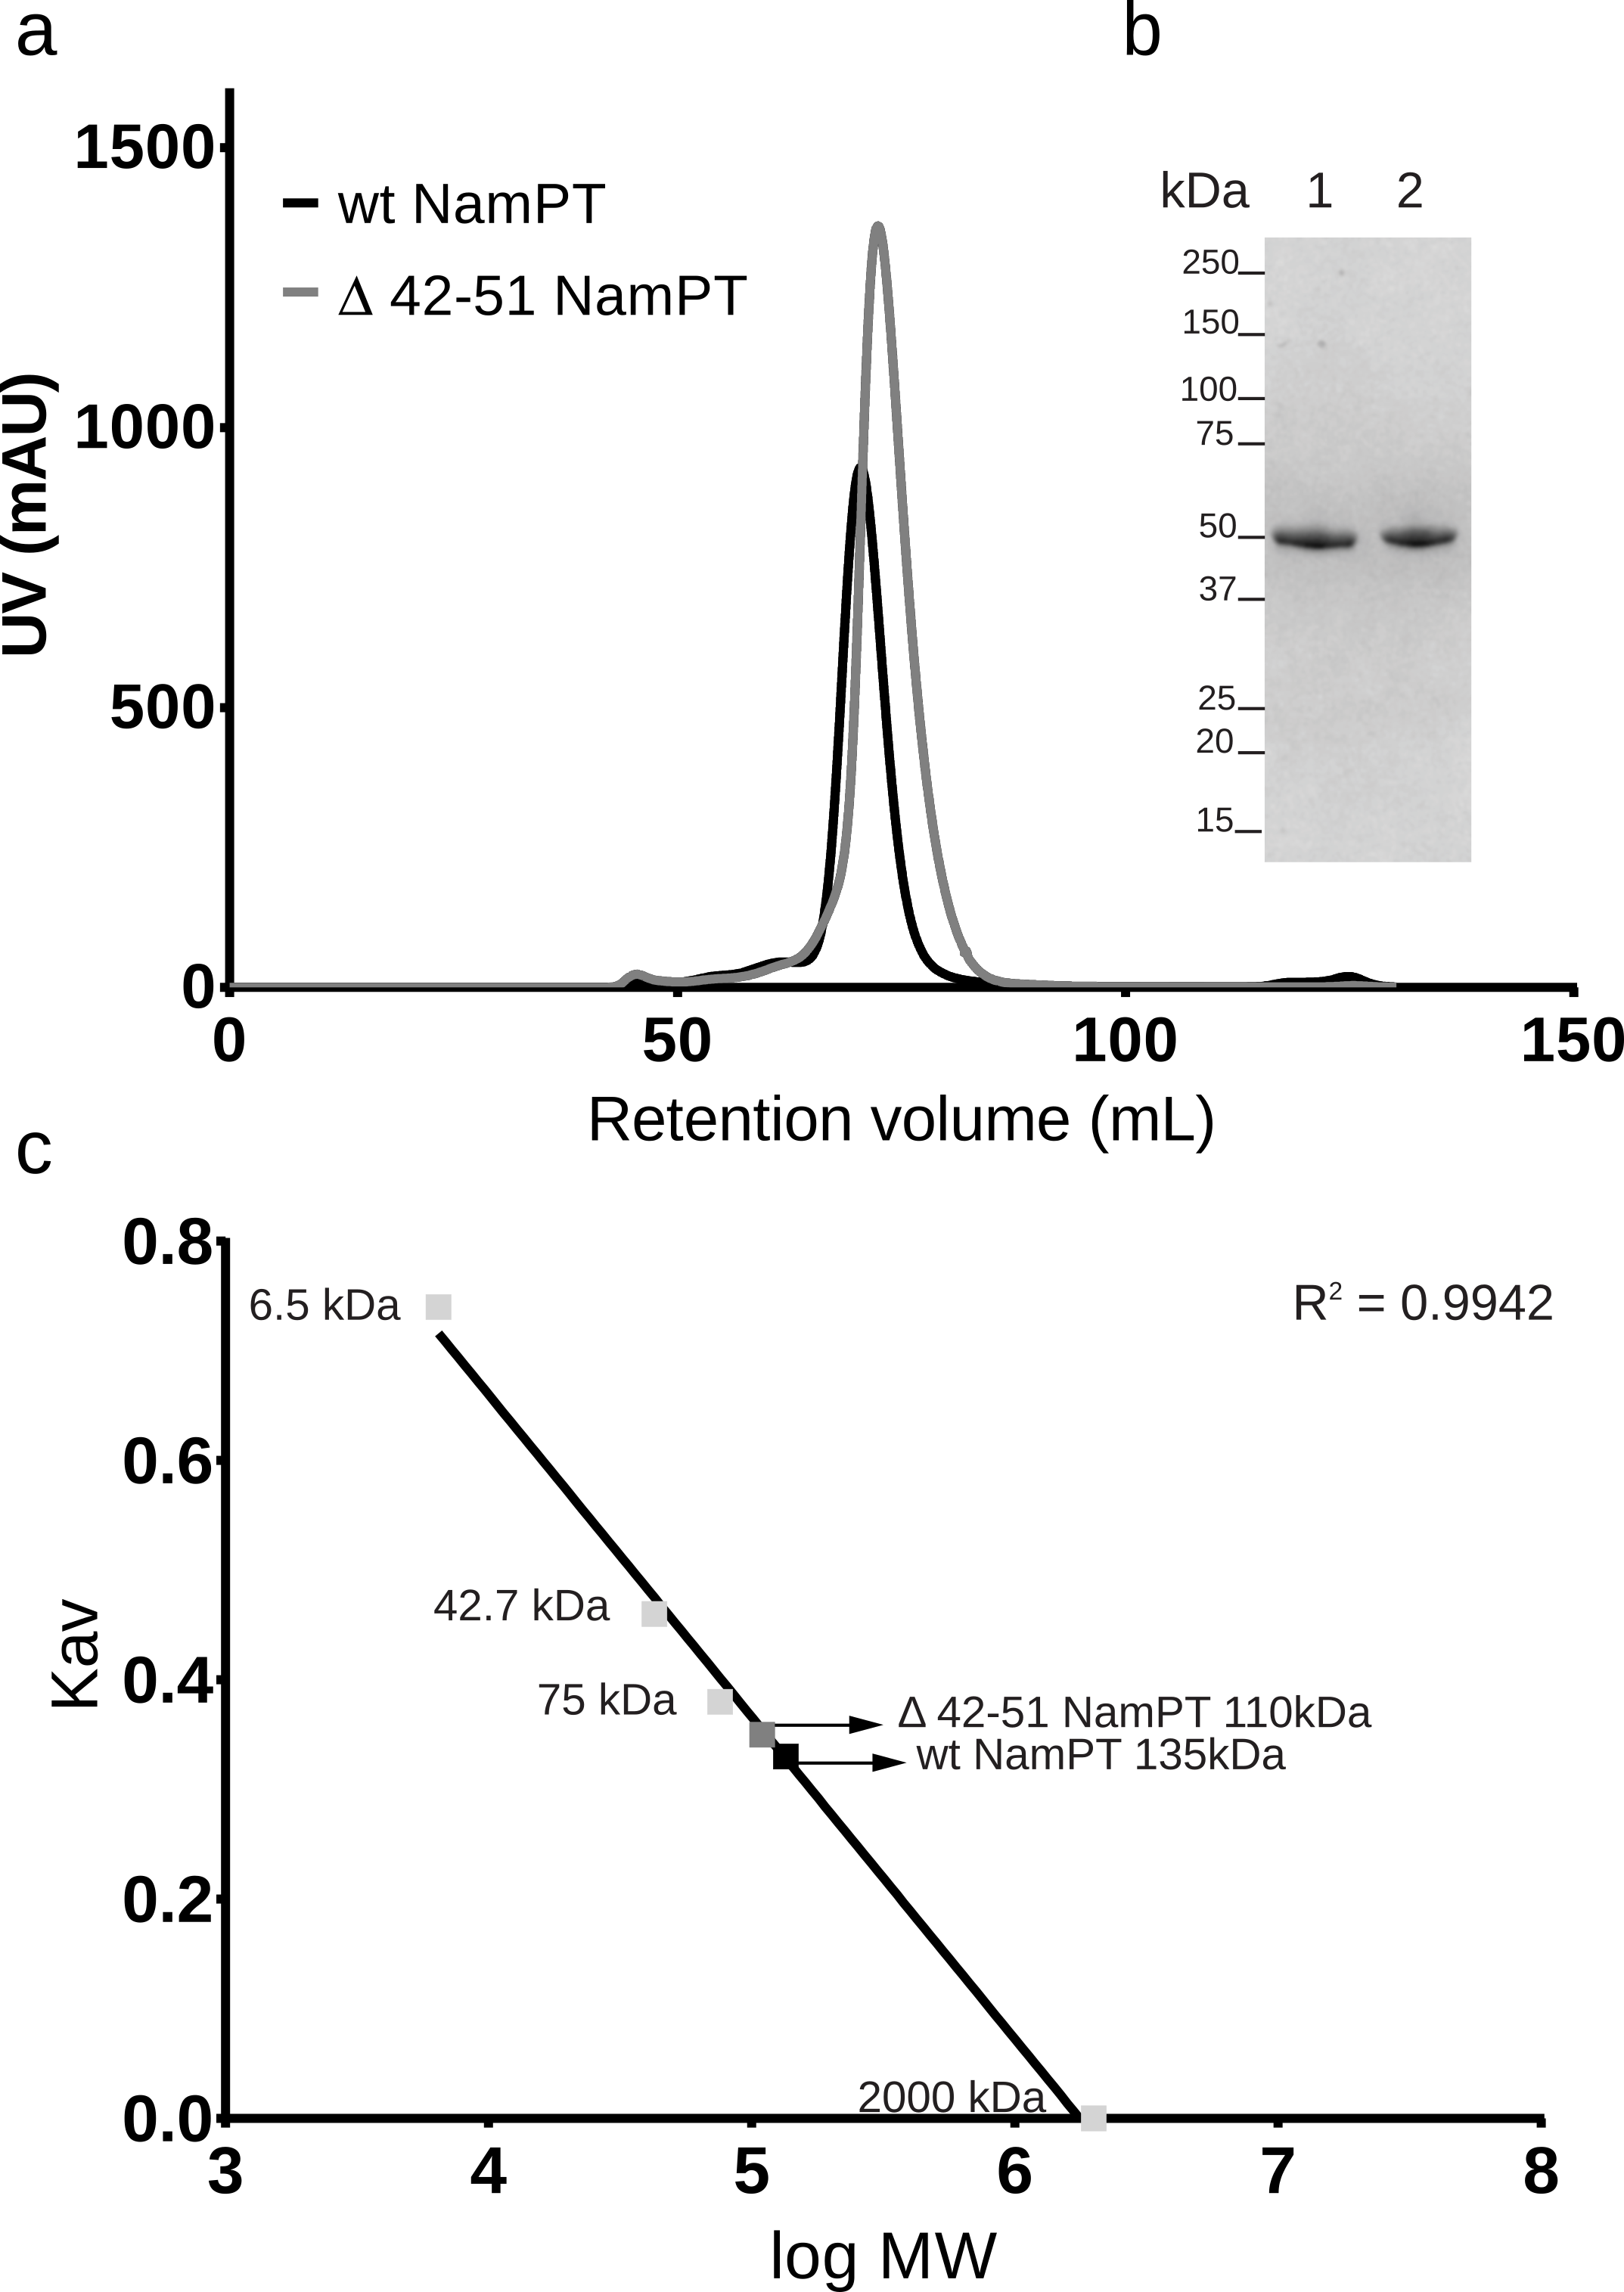 a
1500
1000
500
0
UV (mAU)
wt NamPT
Δ 42-51 NamPT
0 50 100 150
Retention volume (mL)
b
kDa 1 2
250
150
100
75
50
37
25
20
15
c
0.8
0.6
0.4
0.2
0.0
Kav
6.5 kDa
R² = 0.9942
42.7 kDa
75 kDa
Δ 42-51 NamPT 110kDa
wt NamPT 135kDa
2000 kDa
3 4 5 6 7 8
log MW